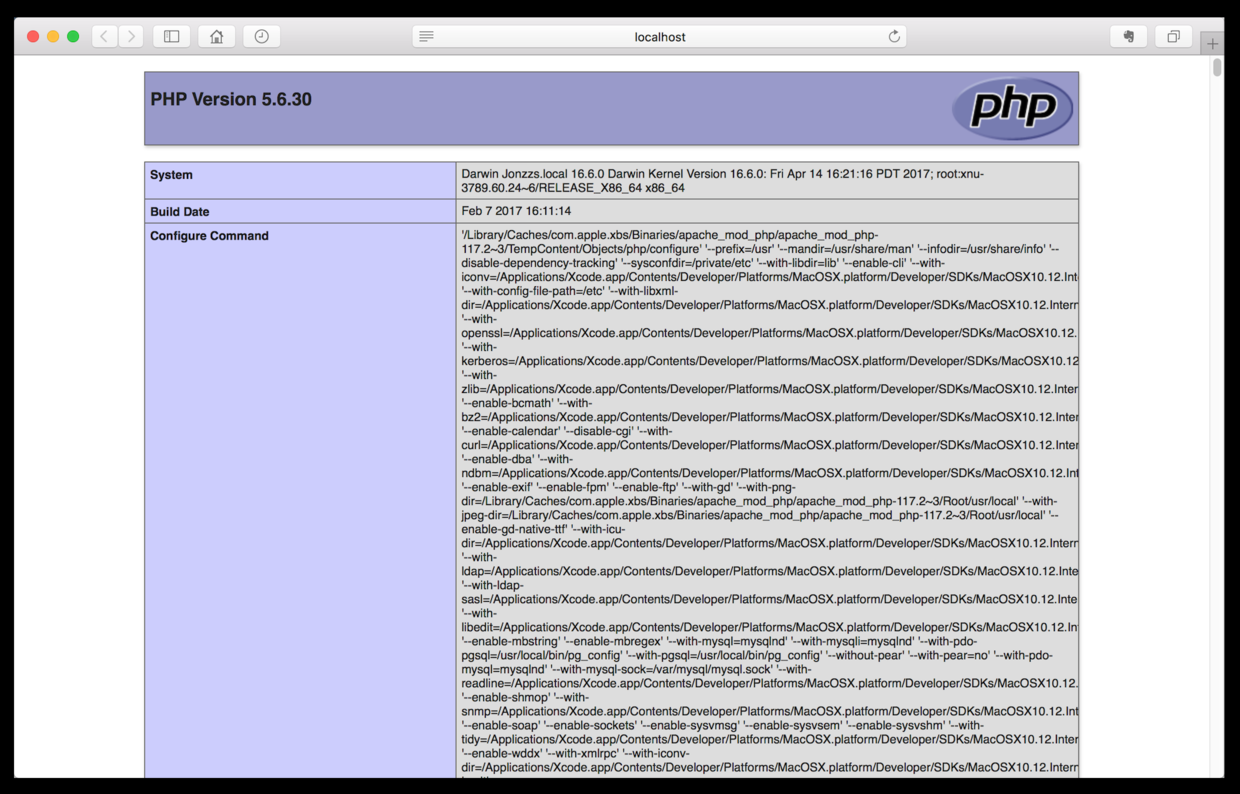 localhost
PHP Version 5.6.30
php
System
Darwin Jonzzs.local 16.6.0 Darwin Kernel Version 16.6.0: Fri Apr 14 16:21:16 PDT 2017; root:xnu-
3789.60.24~6/RELEASE_X86_64 x86_64
Build Date
Feb 7 2017 16:11:14
Configure Command
'/Library/Caches/com.apple.xbs/Binaries/apache_mod_php/apache_mod_php-
117.2~3/TempContent/Objects/php/configure' '--prefix=/usr' '--mandir=/usr/share/man' '--infodir=/usr/share/info' '--
disable-dependency-tracking' '--sysconfdir=/private/etc' '--with-libdir=lib' '--enable-cli' '--with-
iconv=/Applications/Xcode.app/Contents/Developer/Platforms/MacOSX.platform/Developer/SDKs/MacOSX10.12.Int
'--with-config-file-path=/etc' '--with-libxml-
dir=/Applications/Xcode.app/Contents/Developer/Platforms/MacOSX.platform/Developer/SDKs/MacOSX10.12.Intern
'--with-
openssl=/Applications/Xcode.app/Contents/Developer/Platforms/MacOSX.platform/Developer/SDKs/MacOSX10.12.
'--with-
kerberos=/Applications/Xcode.app/Contents/Developer/Platforms/MacOSX.platform/Developer/SDKs/MacOSX10.12
'--with-
zlib=/Applications/Xcode.app/Contents/Developer/Platforms/MacOSX.platform/Developer/SDKs/MacOSX10.12.Inter
'--enable-bcmath' '--with-
bz2=/Applications/Xcode.app/Contents/Developer/Platforms/MacOSX.platform/Developer/SDKs/MacOSX10.12.Inter
'--enable-calendar' '--disable-cgi' '--with-
curl=/Applications/Xcode.app/Contents/Developer/Platforms/MacOSX.platform/Developer/SDKs/MacOSX10.12.Inter
'--enable-dba' '--with-
ndbm=/Applications/Xcode.app/Contents/Developer/Platforms/MacOSX.platform/Developer/SDKs/MacOSX10.12.Int
'--enable-exif' '--enable-fpm' '--enable-ftp' '--with-gd' '--with-png-
dir=/Library/Caches/com.apple.xbs/Binaries/apache_mod_php/apache_mod_php-117.2~3/Root/usr/local' '--with-
jpeg-dir=/Library/Caches/com.apple.xbs/Binaries/apache_mod_php/apache_mod_php-117.2~3/Root/usr/local' '--
enable-gd-native-ttf' '--with-icu-
dir=/Applications/Xcode.app/Contents/Developer/Platforms/MacOSX.platform/Developer/SDKs/MacOSX10.12.Intern
'--with-
ldap=/Applications/Xcode.app/Contents/Developer/Platforms/MacOSX.platform/Developer/SDKs/MacOSX10.12.Inte
'--with-ldap-
sasl=/Applications/Xcode.app/Contents/Developer/Platforms/MacOSX.platform/Developer/SDKs/MacOSX10.12.Inte
'--with-
libedit=/Applications/Xcode.app/Contents/Developer/Platforms/MacOSX.platform/Developer/SDKs/MacOSX10.12.In
'--enable-mbstring' '--enable-mbregex' '--with-mysql=mysqlnd' '--with-mysqli=mysqlnd' '--with-pdo-
pgsql=/usr/local/bin/pg_config' '--with-pgsql=/usr/local/bin/pg_config' '--without-pear' '--with-pear=no' '--with-pdo-
mysql=mysqlnd' '--with-mysql-sock=/var/mysql/mysql.sock' '--with-
readline=/Applications/Xcode.app/Contents/Developer/Platforms/MacOSX.platform/Developer/SDKs/MacOSX10.12.
'--enable-shmop' '--with-
snmp=/Applications/Xcode.app/Contents/Developer/Platforms/MacOSX.platform/Developer/SDKs/MacOSX10.12.Int
'--enable-soap' '--enable-sockets' '--enable-sysvmsg' '--enable-sysvsem' '--enable-sysvshm' '--with-
tidy=/Applications/Xcode.app/Contents/Developer/Platforms/MacOSX.platform/Developer/SDKs/MacOSX10.12.Inter
'--enable-wddx' '--with-xmlrpc' '--with-iconv-
dir=/Applications/Xcode.app/Contents/Developer/Platforms/MacOSX.platform/Developer/SDKs/MacOSX10.12.Intern